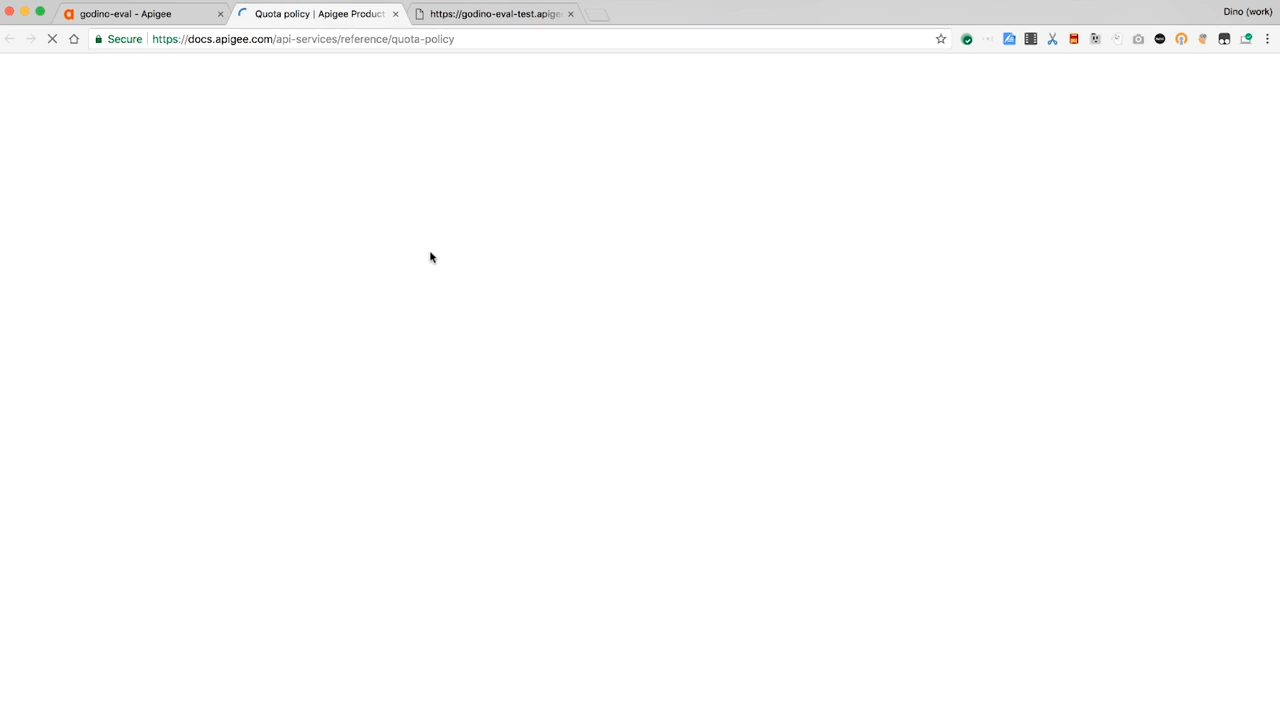 godino-eval - Apigee
Quota policy | Apigee Product
https://godino-eval-test.apige
Dino (work)
Secure
https://docs.apigee.com/api-services/reference/quota-policy